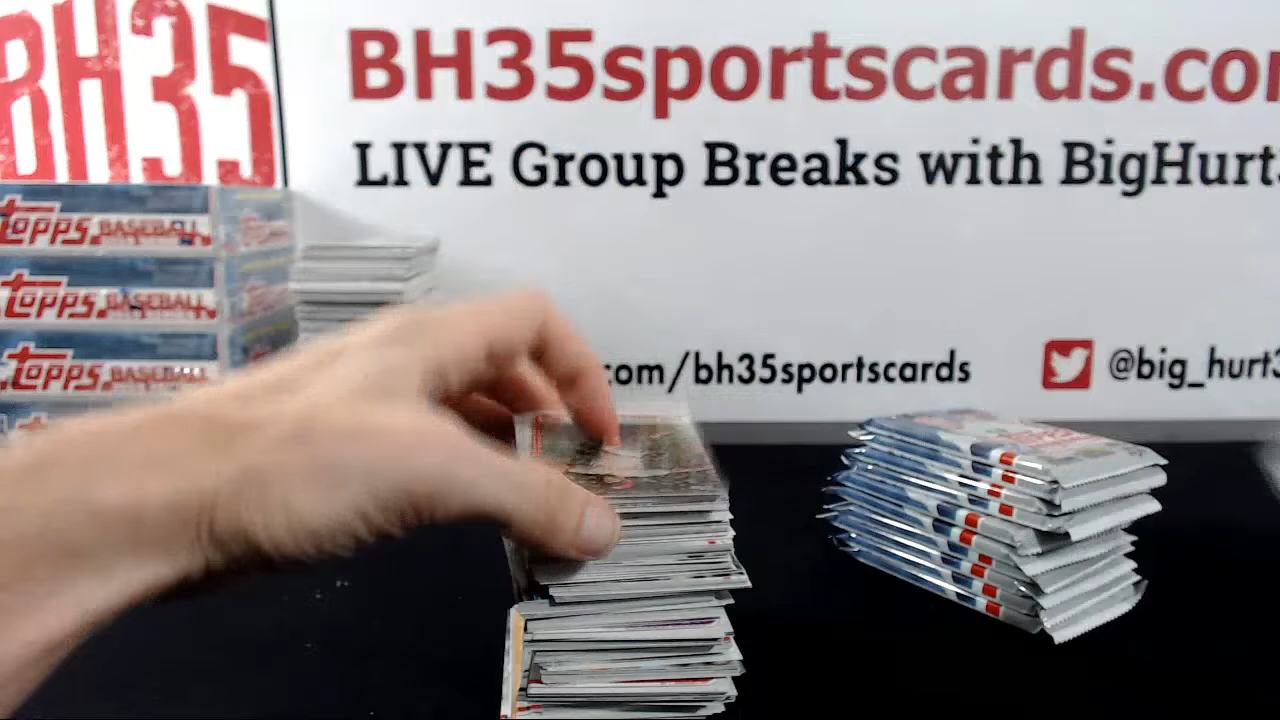 BH35
BH35sportscards.co
LIVE Group Breaks with BigHurt
.com/bh35sportscards
@big_hurt3
Topps BASEBALL
Topps BASEBALL
Topps BASEBALL